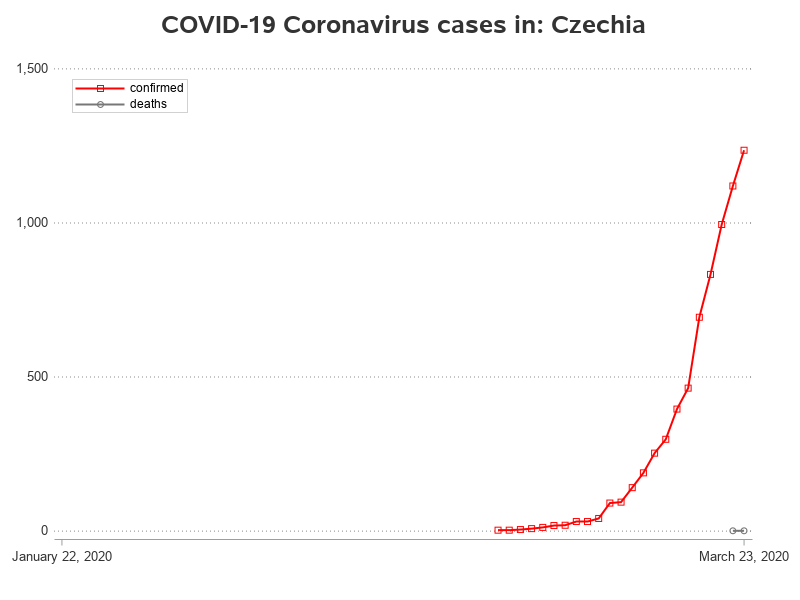 COVID-19 Coronavirus cases in: Czechia
1,500
confirmed
deaths
1,000
500
0
January 22, 2020
March 23, 2020